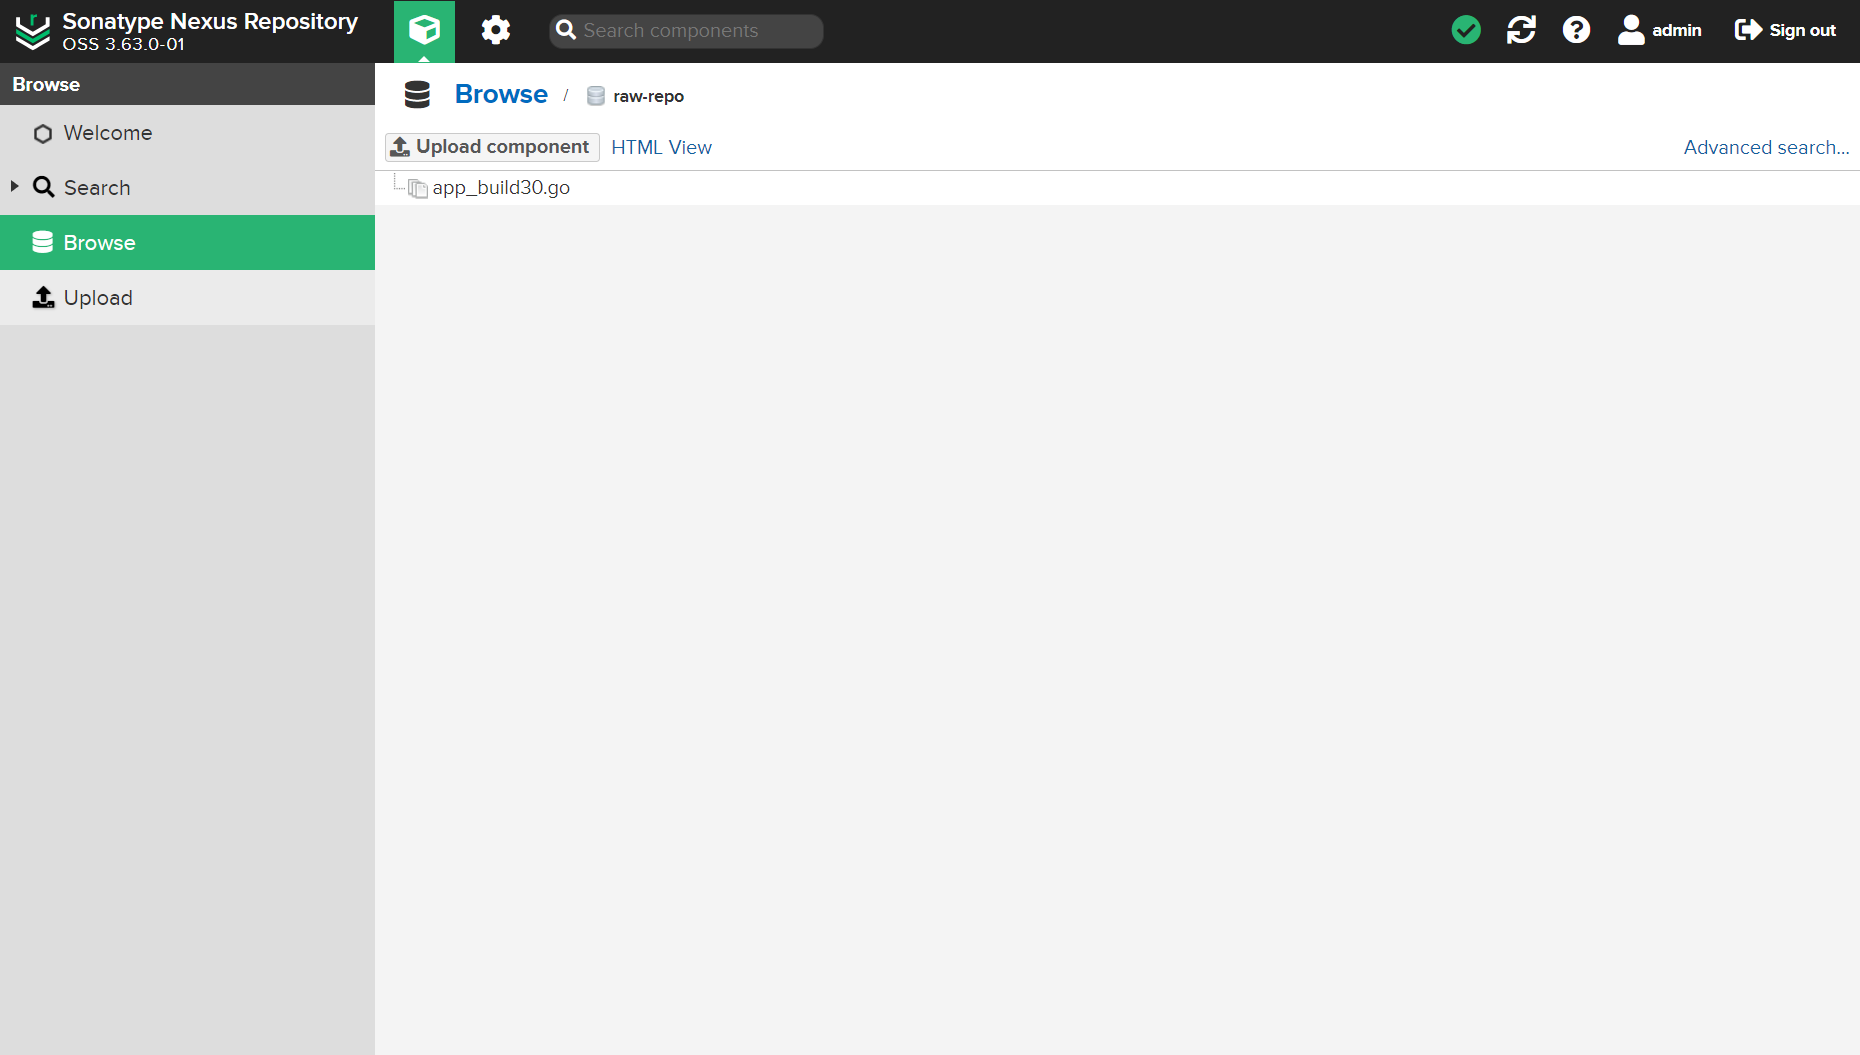 Sonatype Nexus Repository
OSS 3.63.0-01
Search components
admin
Sign out
Browse
Welcome
Search
Browse
Upload
Browse / raw-repo
Upload component
HTML View
Advanced search...
app_build30.go